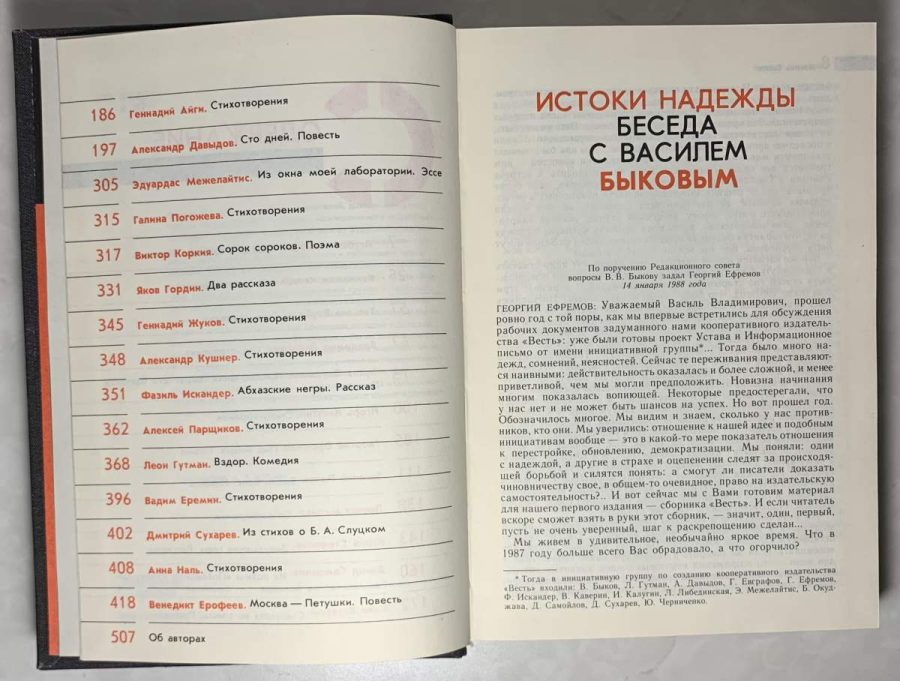 186 Геннадий Айги. Стихотворения
197 Александр Давыдов. Сто дней. Повесть
305 Эдуардас Межелайтис. Из окна моей лаборатории. Эссе
315 Галина Погожева. Стихотворения
317 Виктор Коркия. Сорок сороков. Поэма
331 Яков Гордин. Два рассказа
345 Геннадий Жуков. Стихотворения
348 Александр Кушнер. Стихотворения
351 Фазиль Искандер. Абхазские негры. Рассказ
362 Алексей Парщиков. Стихотворения
368 Леон Гутман. Вздор. Комедия
396 Вадим Еремин. Стихотворения
402 Дмитрий Сухарев. Из стихов о Б. А. Слуцком
408 Анна Наль. Стихотворения
418 Венедикт Ерофеев. Москва — Петушки. Повесть
507 Об авторах
ИСТОКИ НАДЕЖДЫ
БЕСЕДА
С ВАСИЛЕМ
БЫКОВЫМ
По поручению Редакционного совета
вопросы В. В. Быкову задал Георгий Ефремов
14 января 1988 года
ГЕОРГИЙ ЕФРЕМОВ: Уважаемый Василь Владимирович, прошел
ровно год с той поры, как мы впервые встретились для обсуждения
рабочих документов задуманного нами кооперативного издатель-
ства «Весть»: уже были готовы проект Устава и Информационное
письмо от имени инициативной группы*... Тогда было много на-
дежд, сомнений, неясностей. Сейчас те переживания представляют-
ся наивными: действительность оказалась и более сложной, и менее
приветливой, чем мы могли предположить. Новизна начинания
многим показалась вопиющей. Некоторые предостерегали, что
у нас нет и не может быть шансов на успех. Но вот прошел год.
Обозначилось многое. Мы видим и знаем, сколько у нас против-
ников, кто они. Мы уверились: отношение к нашей идее и подобным
инициативам вообще — это в какой-то мере показатель отношения
к перестройке, обновлению, демократизации. Мы поняли: одни
с надеждой, а другие в страхе и оцепенении следят за происходя-
щей борьбой и силятся понять: а смогут ли писатели доказать
чиновничеству свое, в общем-то очевидное, право на издательскую
самостоятельность?.. И вот сейчас мы с Вами готовим материал
для нашего первого издания — сборника «Весть». И если читатель
вскоре сможет взять в руки этот сборник, — значит, один, первый,
пусть не очень уверенный, шаг к раскрепощению сделан...
Мы живем в удивительное, необычайно яркое время. Что в
1987 году больше всего Вас обрадовало, а что огорчило?
* Тогда в инициативную группу по созданию кооперативного издательства
«Весть» входили: В. Быков, Л. Гутман, А. Давыдов, Г. Евграфов, Г. Ефремов,
Ф. Искандер, В. Каверин, И. Калугин, Л. Либединская, Э. Межелайтис, Б. Окуд-
жава, Д. Самойлов, Д. Сухарев, Ю. Черниченко.